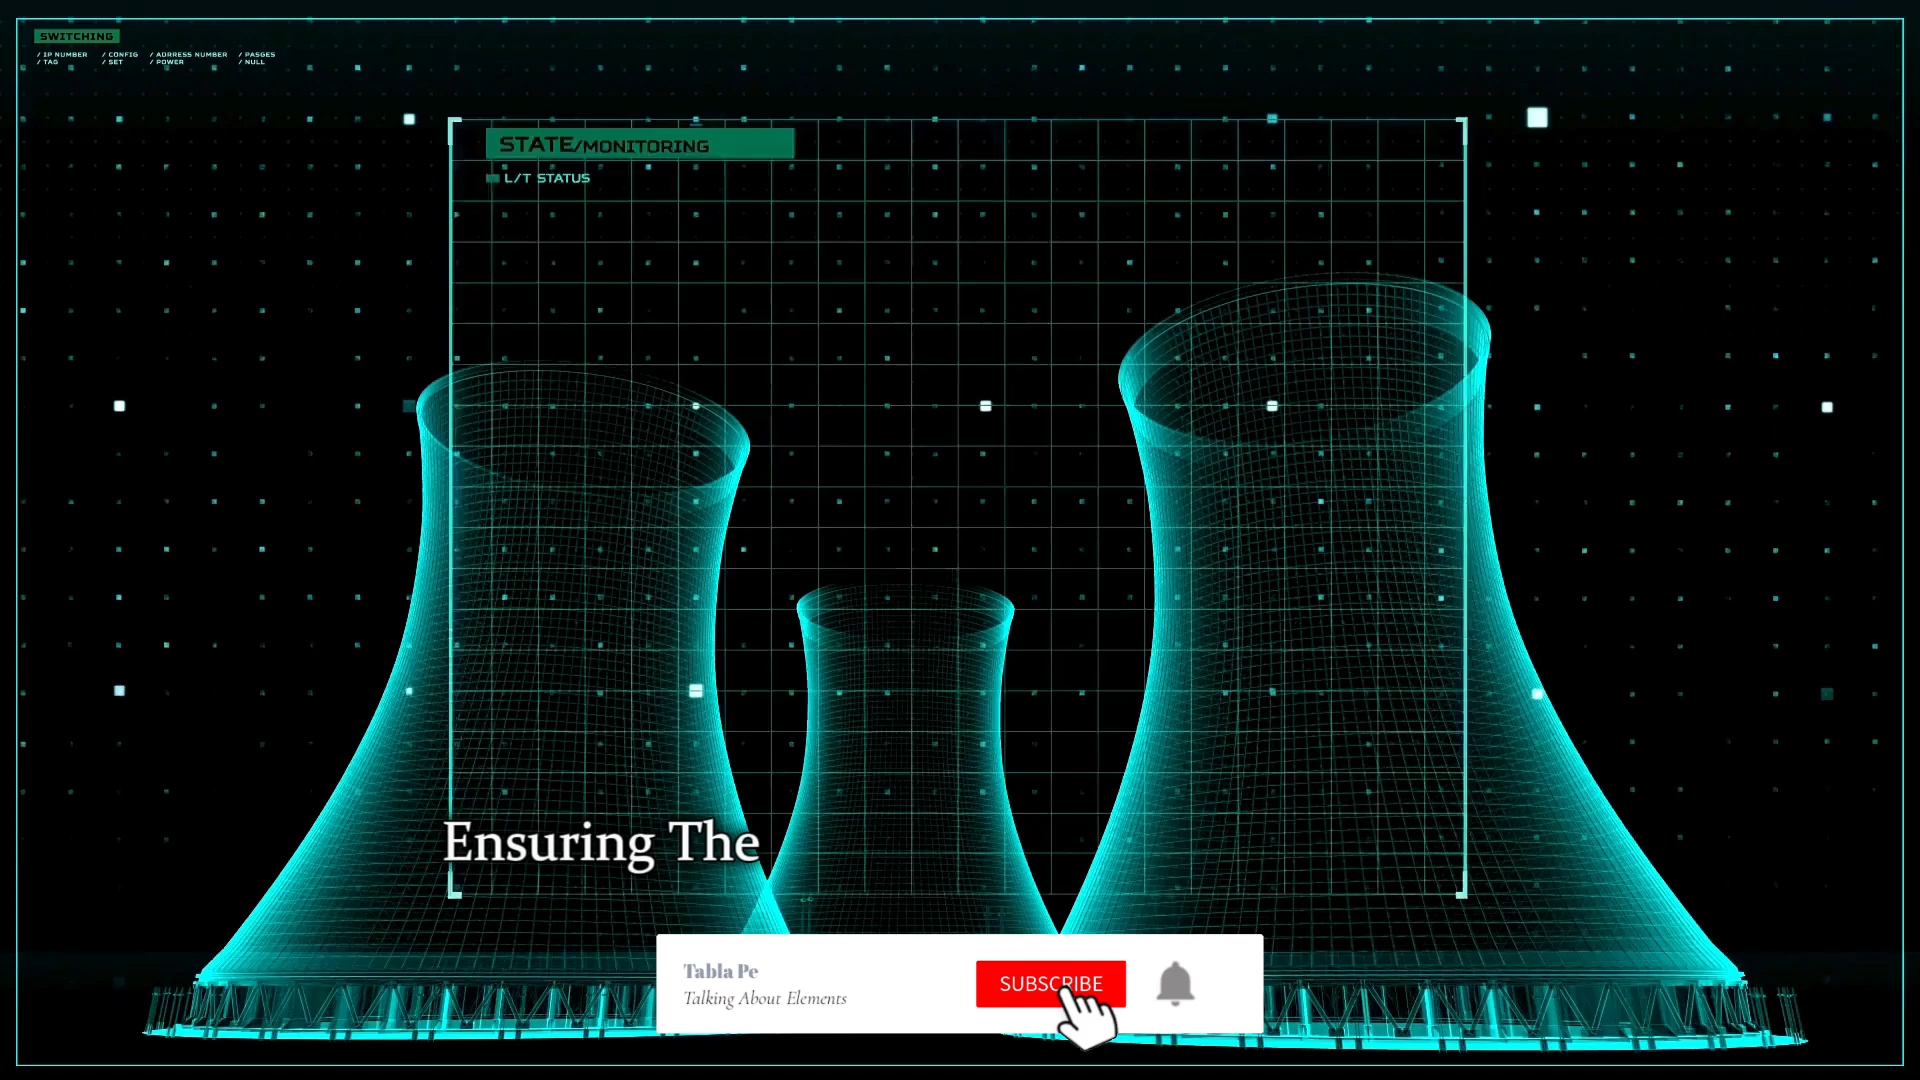 SWITCHING
/ IP NUMBER / CONFIG / ADRRESS NUMBER / PASGES
/ TAG / SET / POWER / NULL
STATE/MONITORING
L/T STATUS
Ensuring The
Tabla Pe
Talking About Elements
SUBSCRIBE